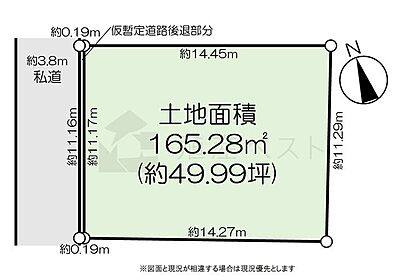 約0.19m
仮暫定道路後退部分
約14.45m
N
約3.8m
私道
約11.16m
約11.17m
土地面積
165.28㎡
(約49.99坪)
約11.29m
約14.27m
約0.19m
※図面と現況が相違する場合は現況優先とします